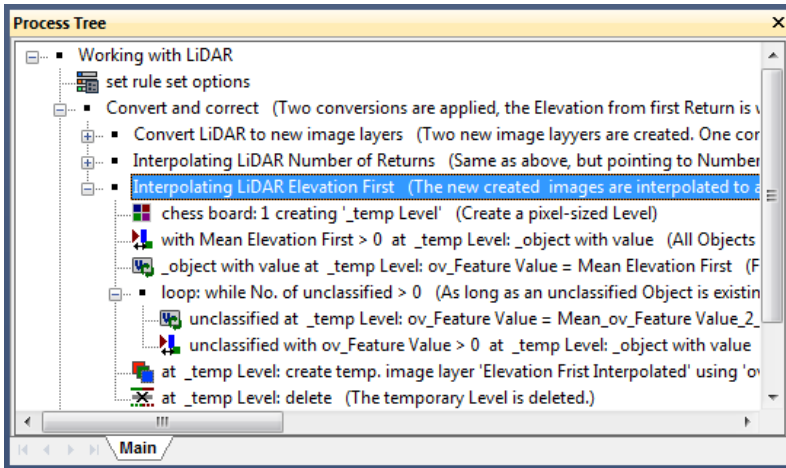 Process Tree
Working with LiDAR
set rule set options
Convert and correct (Two conversions are applied, the Elevation from first Return is
Convert LiDAR to new image layers (Two new image layyers are created. One cor
Interpolating LiDAR Number of Returns (Same as above, but pointing to Number
Interpolating LiDAR Elevation First (The new created images are interpolated to a
chess board: 1 creating '_temp Level' (Create a pixel-sized Level)
with Mean Elevation First > 0 at _temp Level: _object with value (All Objects
_object with value at _temp Level: ov_Feature Value = Mean Elevation First (F
loop: while No. of unclassified > 0 (As long as an unclassified Object is existin
unclassified at _temp Level: ov_Feature Value = Mean_ov_Feature Value_2_
unclassified with ov_Feature Value > 0 at _temp Level: _object with value
at _temp Level: create temp. image layer 'Elevation Frist Interpolated' using 'ov
at _temp Level: delete (The temporary Level is deleted.)
Main